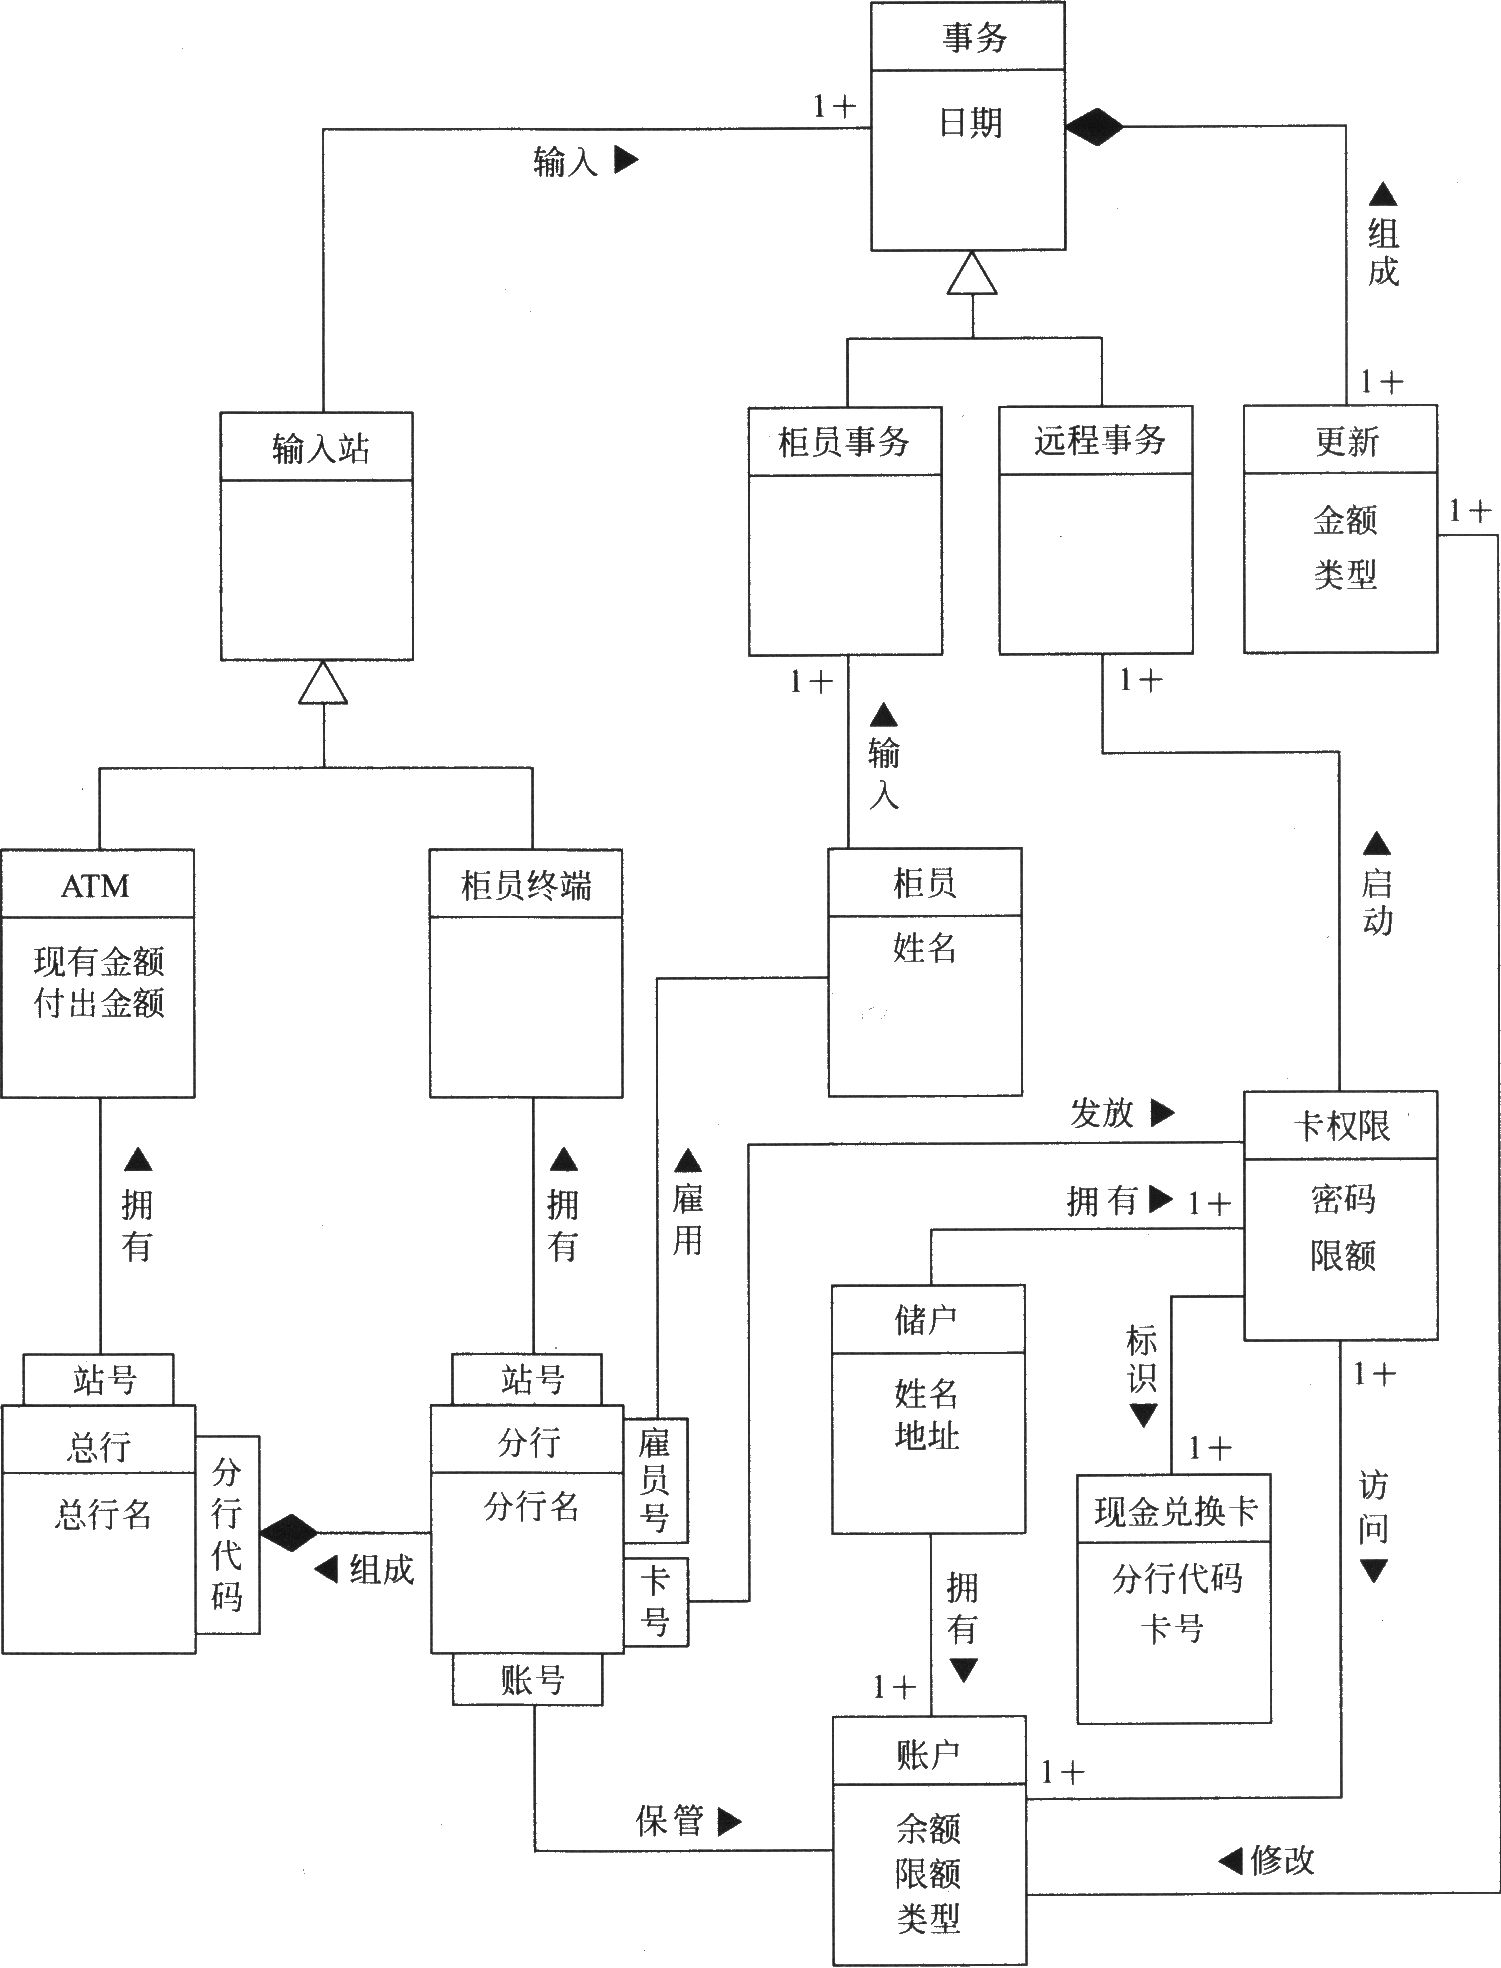 事务
日期
1+
输入 ▶
▲
组
成
1+
输入站
柜员事务
远程事务
更新
金额
类型
1+
1+
1+
▲
输
入
ATM
现有金额
付出金额
柜员终端
柜员
姓名
▲
启
动
▲
拥
有
▲
拥
有
▲
雇
用
发放 ▶
拥有 ▶ 1+
卡权限
密码
限额
储户
姓名
地址
标
识
▼
1+
1+
站号
总行
总行名
分
行
代
码
◀ 组成
站号
分行
分行名
雇
员
号
卡
号
账号
现金兑换卡
分行代码
卡号
访
问
▼
拥
有
▼
1+
账户
余额
限额
类型
1+
保管 ▶
◀ 修改